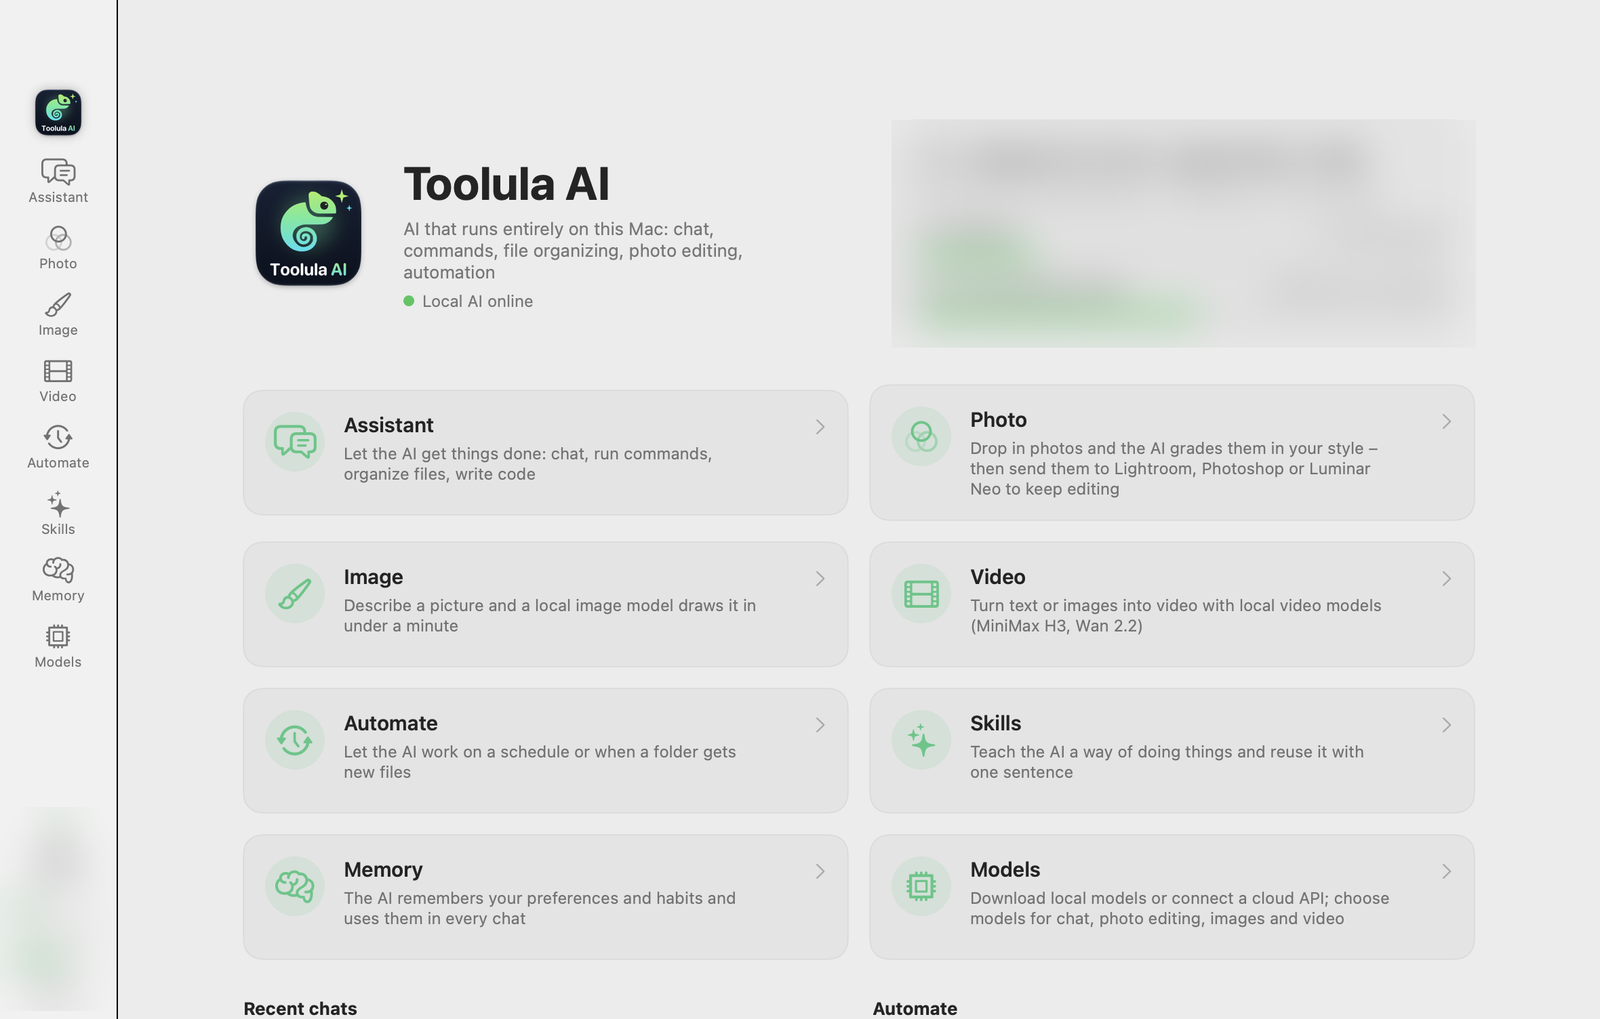 Toolula AI
Assistant
Photo
Image
Video
Automate
Skills
Memory
Models
Toolula AI
Toolula AI
AI that runs entirely on this Mac: chat,
commands, file organizing, photo editing,
automation
Local AI online
Assistant
Let the AI get things done: chat, run commands,
organize files, write code
Photo
Drop in photos and the AI grades them in your style –
then send them to Lightroom, Photoshop or Luminar
Neo to keep editing
Image
Describe a picture and a local image model draws it in
under a minute
Video
Turn text or images into video with local video models
(MiniMax H3, Wan 2.2)
Automate
Let the AI work on a schedule or when a folder gets
new files
Skills
Teach the AI a way of doing things and reuse it with
one sentence
Memory
The AI remembers your preferences and habits and
uses them in every chat
Models
Download local models or connect a cloud API; choose
models for chat, photo editing, images and video
Recent chats
Automate